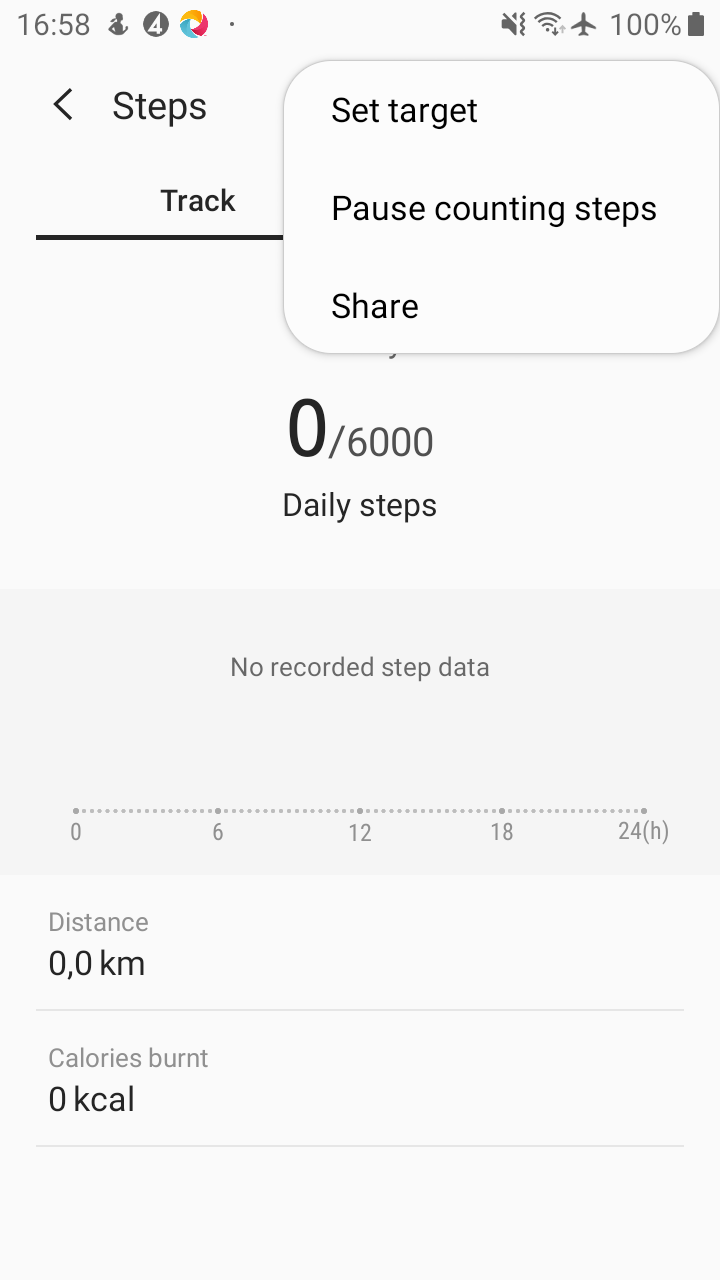 16:58
100%
Steps
Set target
Track
Pause counting steps
Share
0/6000
Daily steps
No recorded step data
0 6 12 18 24(h)
Distance
0,0 km
Calories burnt
0 kcal